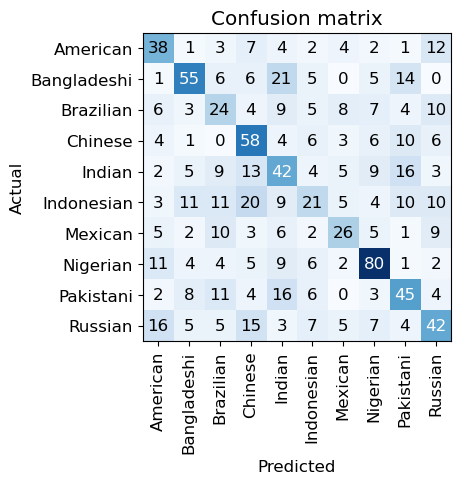 Confusion matrix
American 38 1 3 7 4 2 4 2 1 12
Bangladeshi 1 55 6 6 21 5 0 5 14 0
Brazilian 6 3 24 4 9 5 8 7 4 10
Chinese 4 1 0 58 4 6 3 6 10 6
Indian 2 5 9 13 42 4 5 9 16 3
Indonesian 3 11 11 20 9 21 5 4 10 10
Mexican 5 2 10 3 6 2 26 5 1 9
Nigerian 11 4 4 5 9 6 2 80 1 2
Pakistani 2 8 11 4 16 6 0 3 45 4
Russian 16 5 5 15 3 7 5 7 4 42
Actual
American Bangladeshi Brazilian Chinese Indian Indonesian Mexican Nigerian Pakistani Russian
Predicted